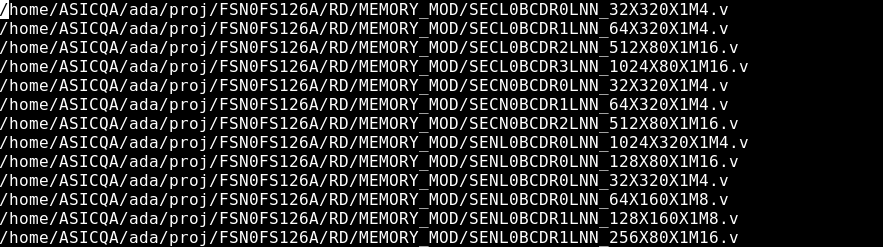 /home/ASICQA/ada/proj/FSN0FS126A/RD/MEMORY_MOD/SECL0BCDR0LNN_32X320X1M4.v
/home/ASICQA/ada/proj/FSN0FS126A/RD/MEMORY_MOD/SECL0BCDR1LNN_64X320X1M4.v
/home/ASICQA/ada/proj/FSN0FS126A/RD/MEMORY_MOD/SECL0BCDR2LNN_512X80X1M16.v
/home/ASICQA/ada/proj/FSN0FS126A/RD/MEMORY_MOD/SECL0BCDR3LNN_1024X80X1M16.v
/home/ASICQA/ada/proj/FSN0FS126A/RD/MEMORY_MOD/SECN0BCDR0LNN_32X320X1M4.v
/home/ASICQA/ada/proj/FSN0FS126A/RD/MEMORY_MOD/SECN0BCDR1LNN_64X320X1M4.v
/home/ASICQA/ada/proj/FSN0FS126A/RD/MEMORY_MOD/SECN0BCDR2LNN_512X80X1M16.v
/home/ASICQA/ada/proj/FSN0FS126A/RD/MEMORY_MOD/SENL0BCDR0LNN_1024X320X1M4.v
/home/ASICQA/ada/proj/FSN0FS126A/RD/MEMORY_MOD/SENL0BCDR0LNN_128X80X1M16.v
/home/ASICQA/ada/proj/FSN0FS126A/RD/MEMORY_MOD/SENL0BCDR0LNN_32X320X1M4.v
/home/ASICQA/ada/proj/FSN0FS126A/RD/MEMORY_MOD/SENL0BCDR0LNN_64X160X1M8.v
/home/ASICQA/ada/proj/FSN0FS126A/RD/MEMORY_MOD/SENL0BCDR1LNN_128X160X1M8.v
/home/ASICQA/ada/proj/FSN0FS126A/RD/MEMORY_MOD/SENL0BCDR1LNN_256X80X1M16.v